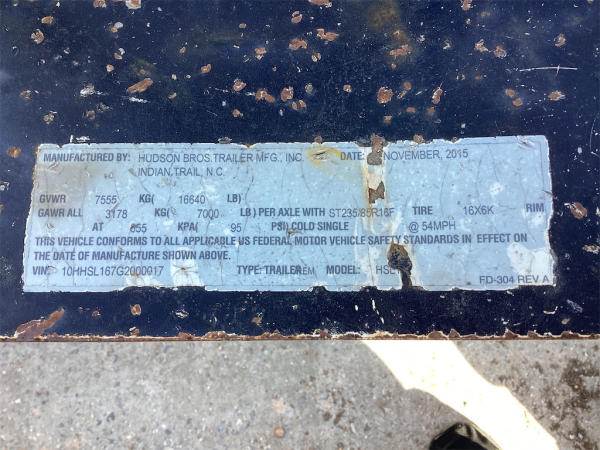 MANUFACTURED BY: HUDSON BROS.TRAILER MFG., INC. DATE: NOVEMBER, 2015
INDIAN TRAIL, N.C.
GVWR 7555 KG( 16640 LB)
GAWR ALL 3178 KG( 7000 LB) PER AXLE WITH ST235/85R16F TIRE 16X6K RIM
AT 655 KPA( 95 PSI) COLD SINGLE @ 54MPH
THIS VEHICLE CONFORMS TO ALL APPLICABLE US FEDERAL MOTOR VEHICLE SAFETY STANDARDS IN EFFECT ON
THE DATE OF MANUFACTURE SHOWN ABOVE.
VIN: 10HHSL167G2000017 TYPE: TRAILER EM MODEL:
FD-304 REV A